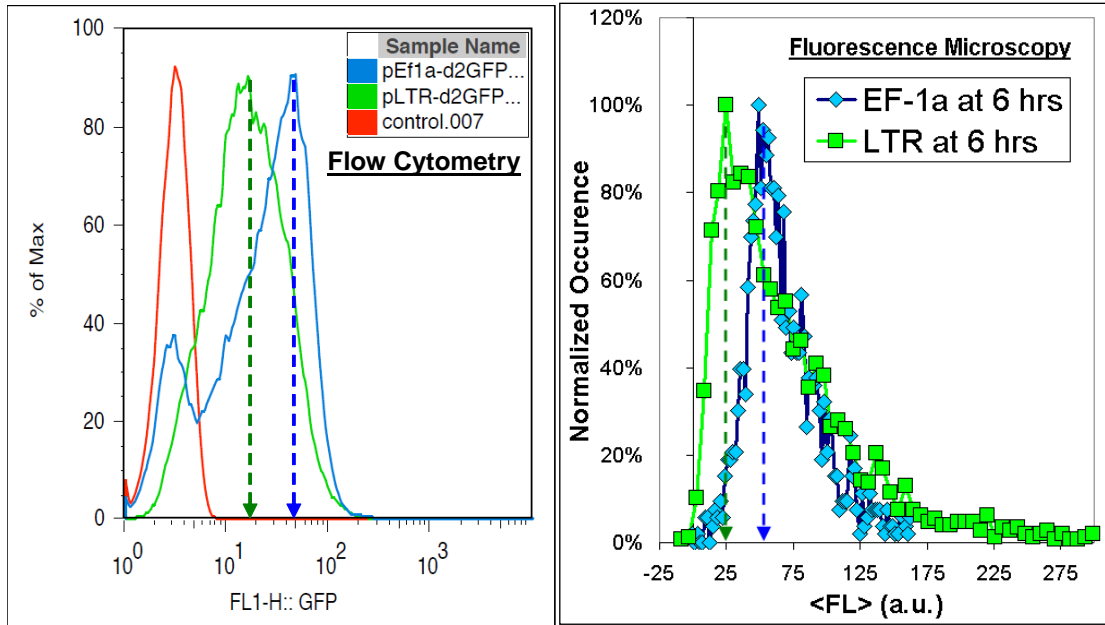 % of Max
100
80
60
40
20
0
Sample Name
pEf1a-d2GFP...
pLTR-d2GFP...
control.007
Flow Cytometry
10^0
10^1
10^2
10^3
FL1-H:: GFP
Normalized Occurence
120%
100%
80%
60%
40%
20%
0%
Fluorescence Microscopy
EF-1a at 6 hrs
LTR at 6 hrs
-25 25 75 125 175 225 275
<FL> (a.u.)